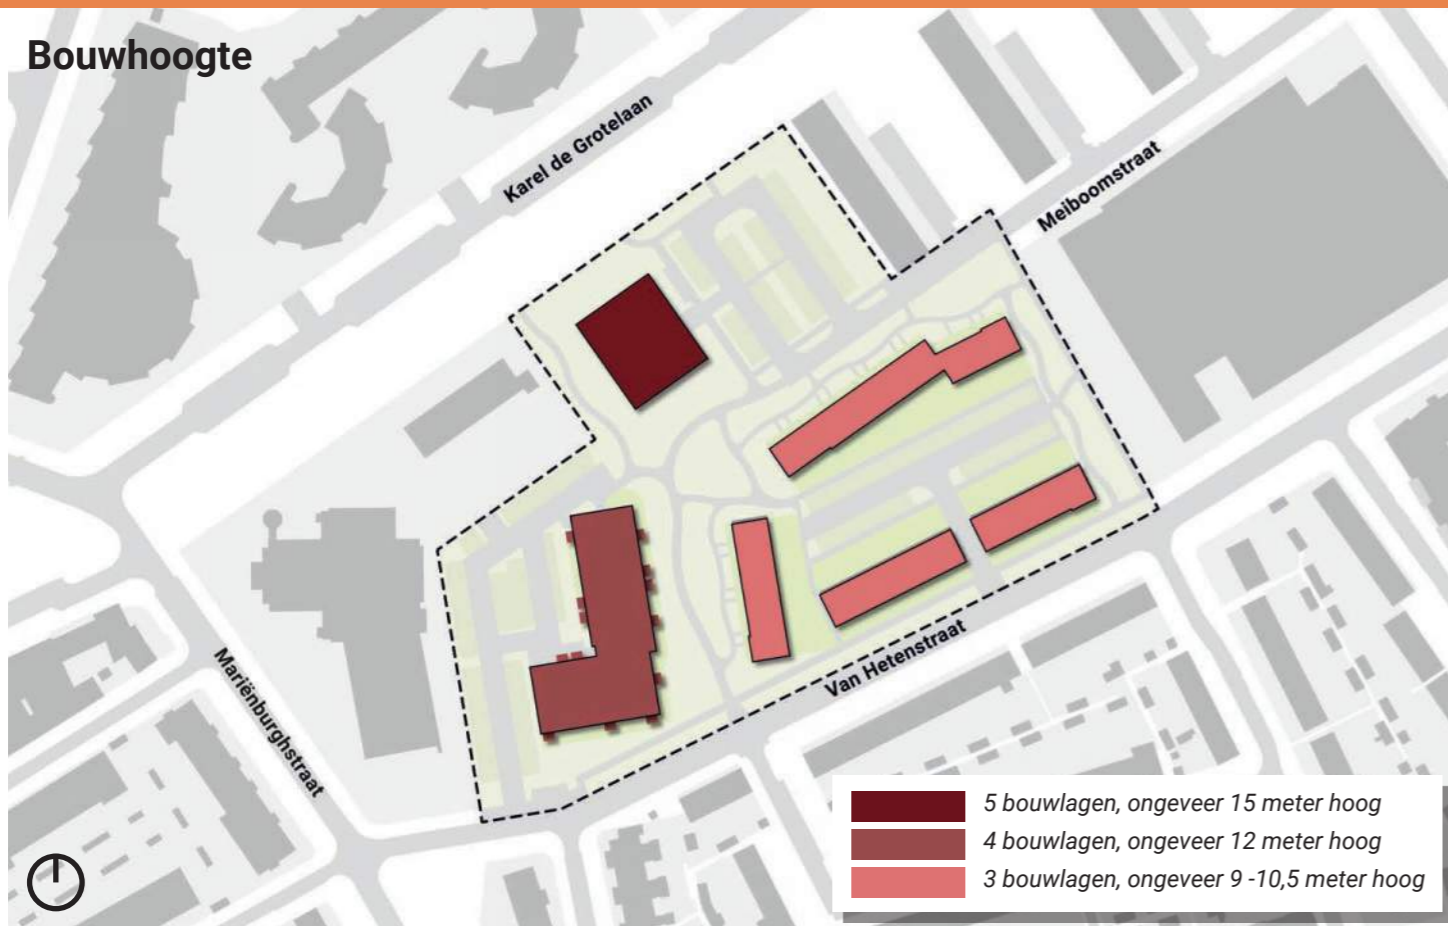 Bouwhoogte
Karel de Grotelaan
Meiboomstraat
Mariënburghstraat
Van Hetenstraat
5 bouwlagen, ongeveer 15 meter hoog
4 bouwlagen, ongeveer 12 meter hoog
3 bouwlagen, ongeveer 9 -10,5 meter hoog